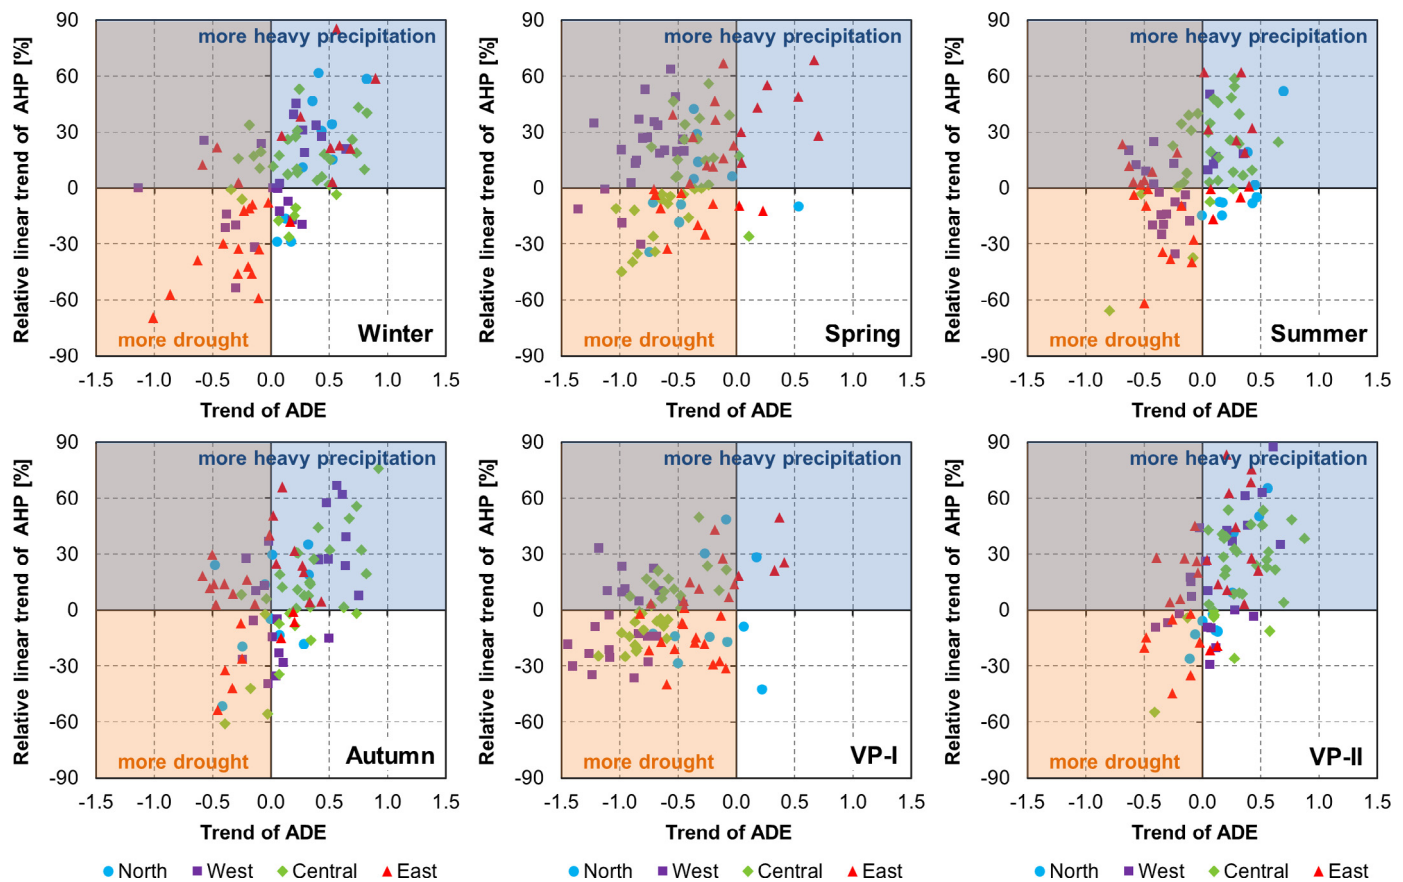 Relative linear trend of AHP [%]
90
60
30
0
-30
-60
-90
more heavy precipitation
more drought
Winter
-1.5 -1.0 -0.5 0.0 0.5 1.0 1.5
Trend of ADE
Relative linear trend of AHP [%]
90
60
30
0
-30
-60
-90
more heavy precipitation
more drought
Spring
-1.5 -1.0 -0.5 0.0 0.5 1.0 1.5
Trend of ADE
Relative linear trend of AHP [%]
90
60
30
0
-30
-60
-90
more heavy precipitation
more drought
Summer
-1.5 -1.0 -0.5 0.0 0.5 1.0 1.5
Trend of ADE
Relative linear trend of AHP [%]
90
60
30
0
-30
-60
-90
more heavy precipitation
more drought
Autumn
-1.5 -1.0 -0.5 0.0 0.5 1.0 1.5
Trend of ADE
North West Central East
Relative linear trend of AHP [%]
90
60
30
0
-30
-60
-90
more heavy precipitation
more drought
VP-I
-1.5 -1.0 -0.5 0.0 0.5 1.0 1.5
Trend of ADE
North West Central East
Relative linear trend of AHP [%]
90
60
30
0
-30
-60
-90
more heavy precipitation
more drought
VP-II
-1.5 -1.0 -0.5 0.0 0.5 1.0 1.5
Trend of ADE
North West Central East